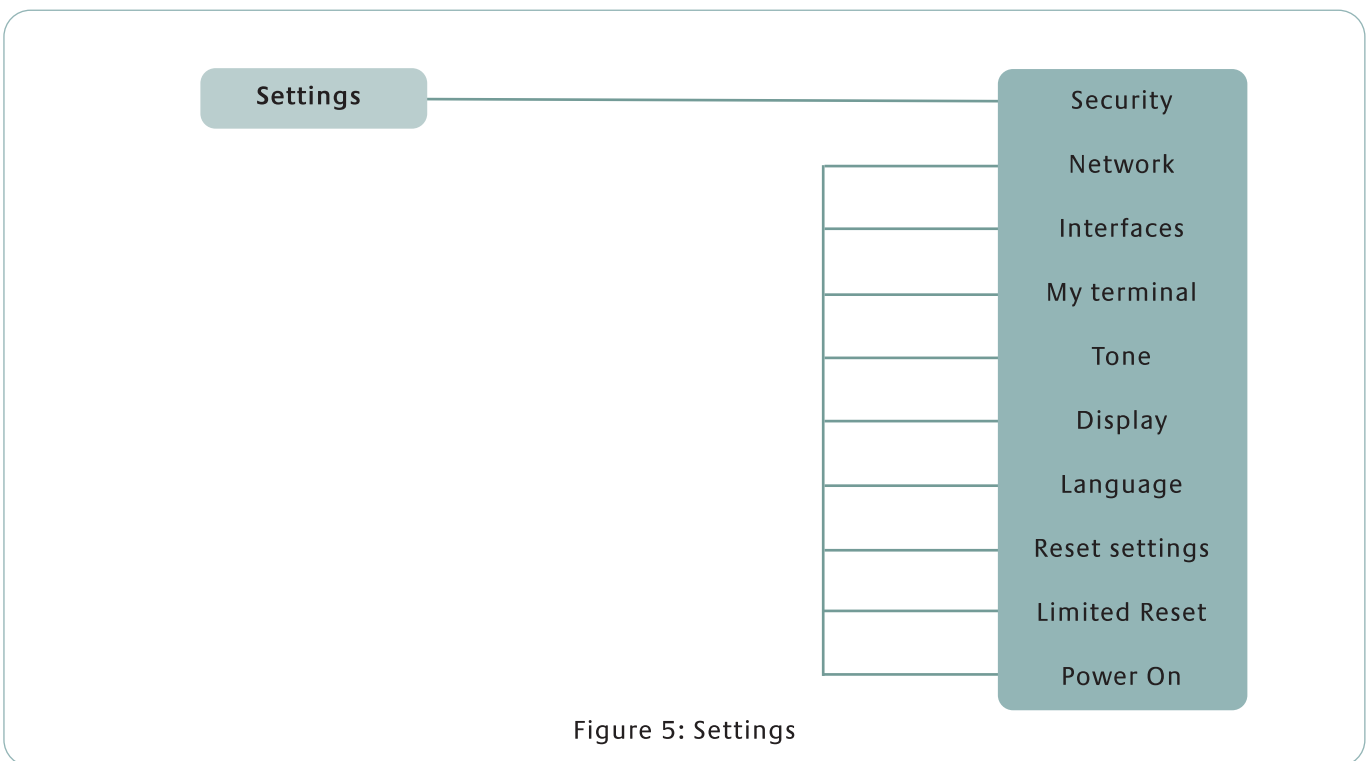 Settings
Security
Network
Interfaces
My terminal
Tone
Display
Language
Reset settings
Limited Reset
Power On
Figure 5: Settings